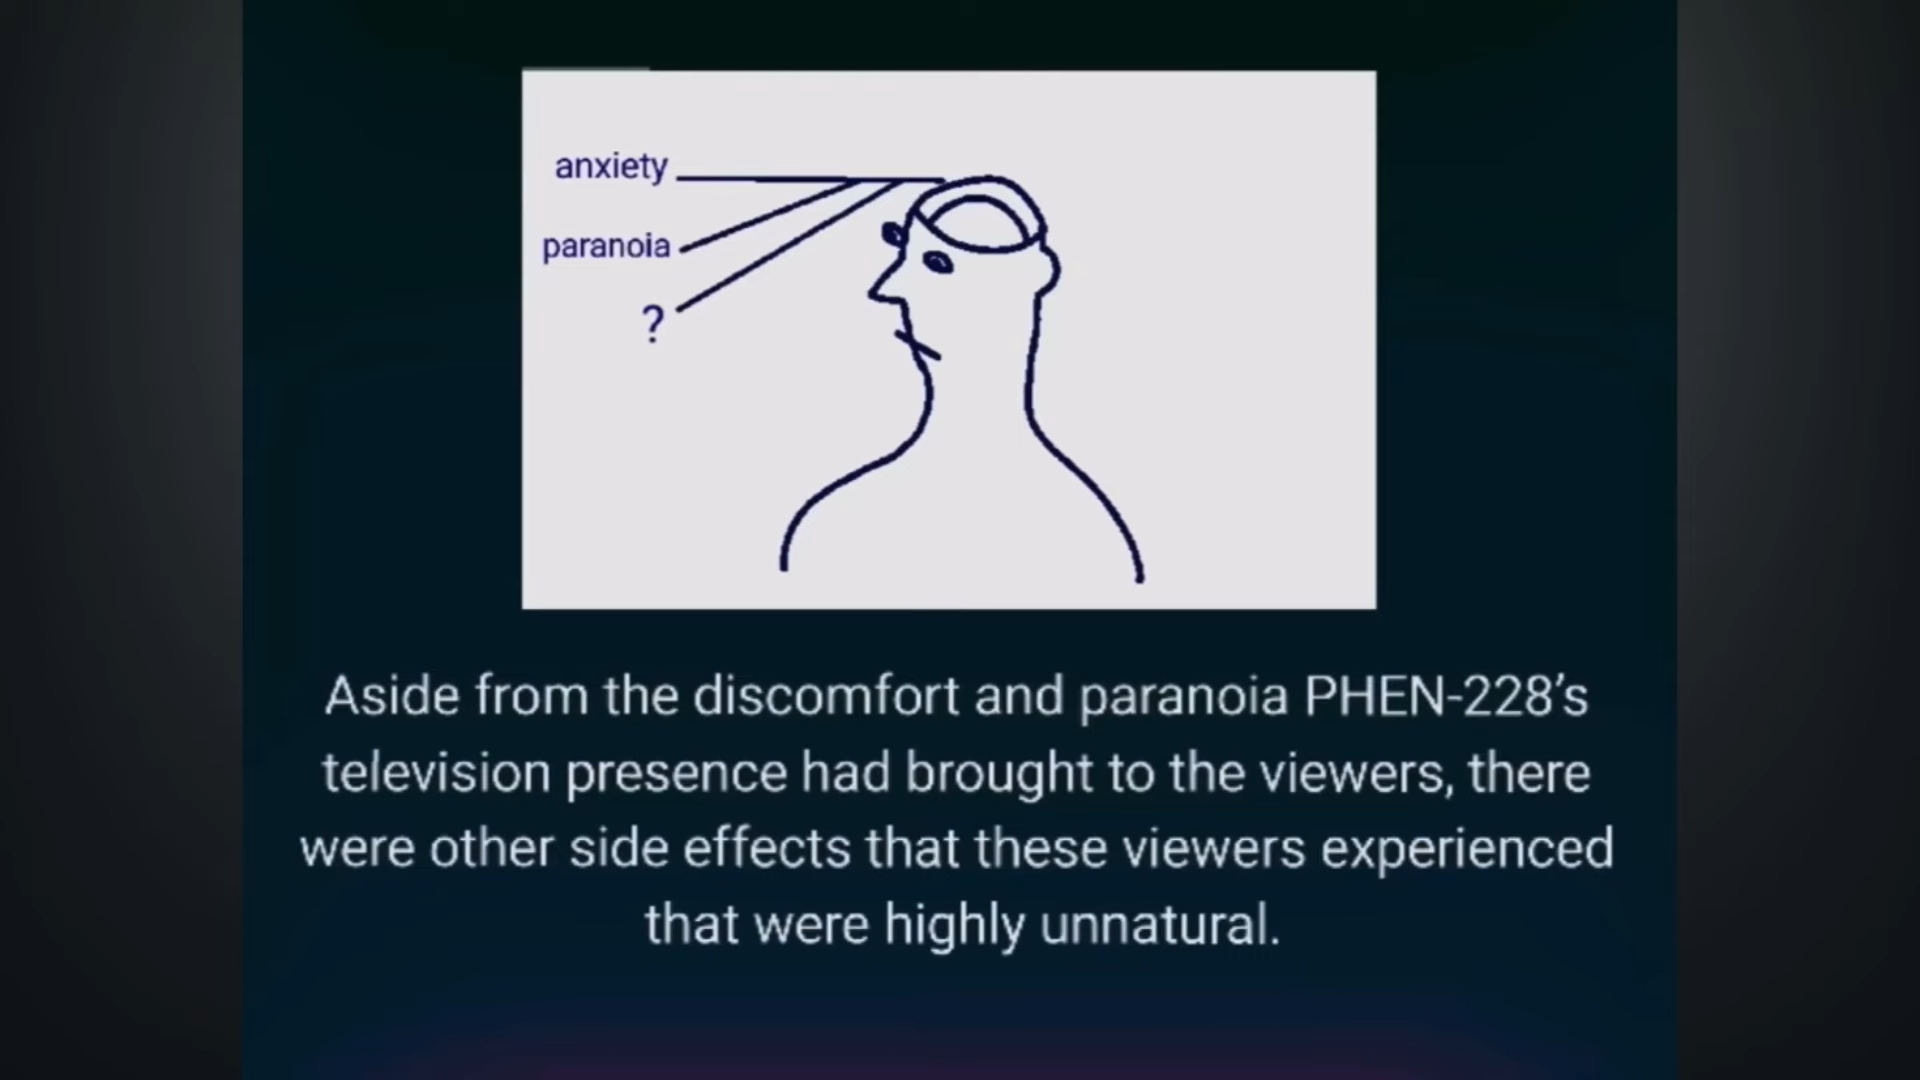 anxiety
paranoia
?
Aside from the discomfort and paranoia PHEN-228’s
television presence had brought to the viewers, there
were other side effects that these viewers experienced
that were highly unnatural.